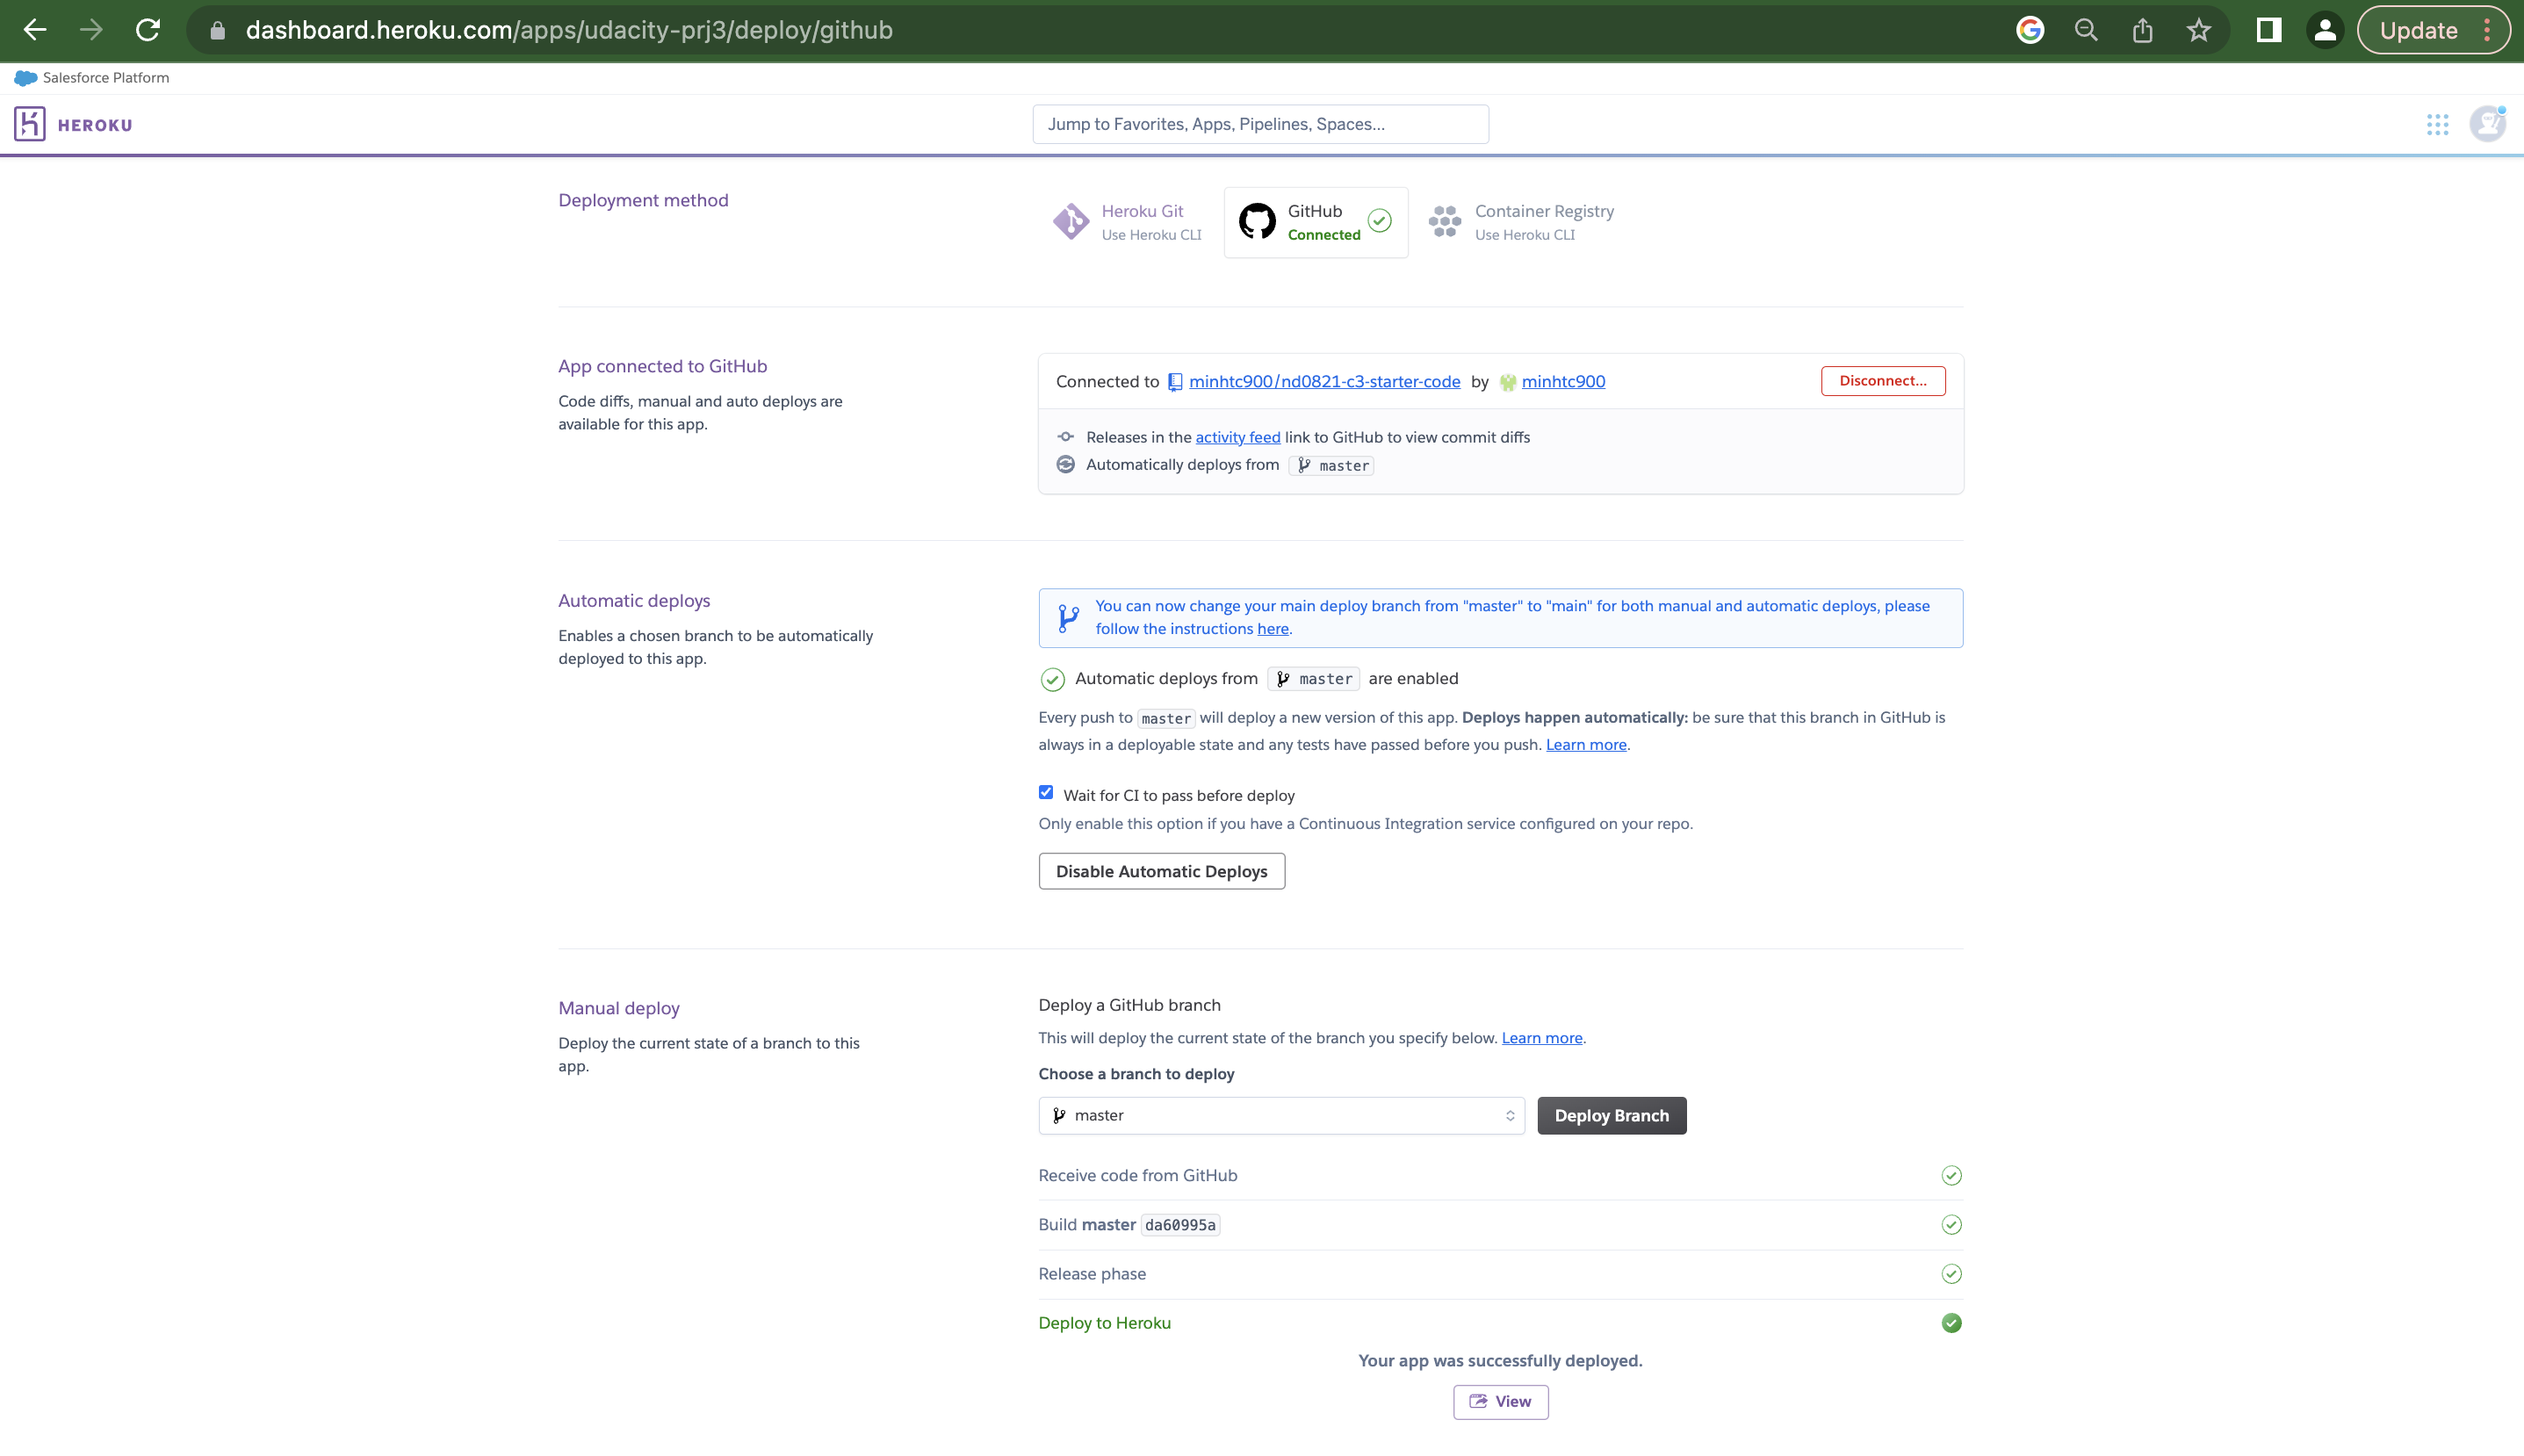 dashboard.heroku.com/apps/udacity-prj3/deploy/github
Update
Salesforce Platform
HEROKU
Jump to Favorites, Apps, Pipelines, Spaces...
Deployment method
Heroku Git
Use Heroku CLI
GitHub
Connected
Container Registry
Use Heroku CLI
App connected to GitHub
Code diffs, manual and auto deploys are
available for this app.
Connected to minhtc900/nd0821-c3-starter-code by minhtc900
Disconnect...
Releases in the activity feed link to GitHub to view commit diffs
Automatically deploys from master
Automatic deploys
Enables a chosen branch to be automatically
deployed to this app.
You can now change your main deploy branch from "master" to "main" for both manual and automatic deploys, please
follow the instructions here.
Automatic deploys from master are enabled
Every push to master will deploy a new version of this app. Deploys happen automatically: be sure that this branch in GitHub is
always in a deployable state and any tests have passed before you push. Learn more.
Wait for CI to pass before deploy
Only enable this option if you have a Continuous Integration service configured on your repo.
Disable Automatic Deploys
Manual deploy
Deploy the current state of a branch to this
app.
Deploy a GitHub branch
This will deploy the current state of the branch you specify below. Learn more.
Choose a branch to deploy
master
Deploy Branch
Receive code from GitHub
Build master da60995a
Release phase
Deploy to Heroku
Your app was successfully deployed.
View